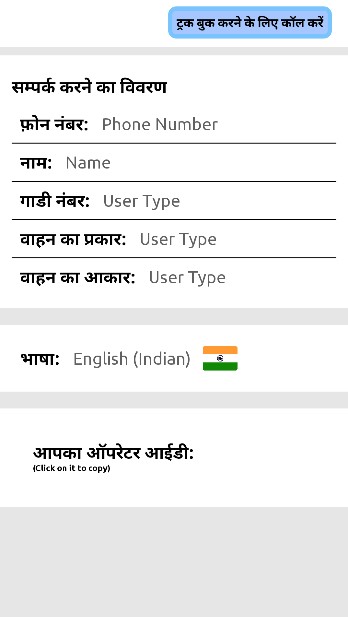 ट्रक बुक करने के लिए कॉल करें
सम्पर्क करने का विवरण
फ़ोन नंबर: Phone Number
नाम: Name
गाडी नंबर: User Type
वाहन का प्रकार: User Type
वाहन का आकार: User Type
भाषा: English (Indian)
आपका ऑपरेटर आईडी:
(Click on it to copy)